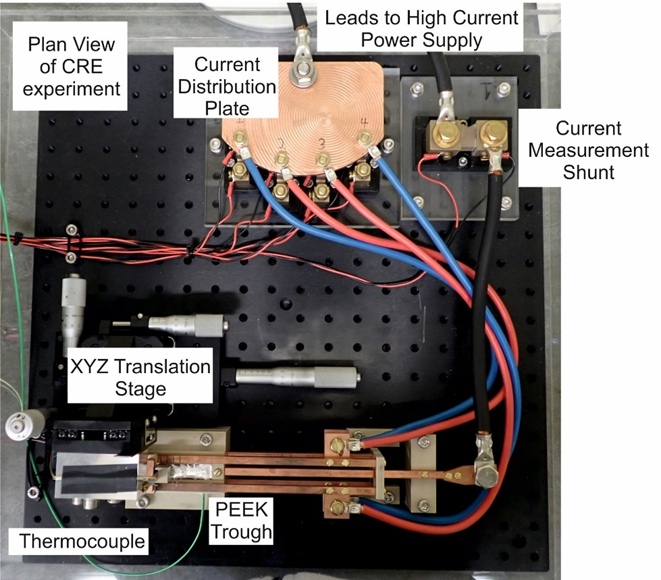 Plan View
of CRE
experiment
Leads to High Current
Power Supply
Current
Distribution
Plate
Current
Measurement
Shunt
XYZ Translation
Stage
PEEK
Trough
Thermocouple